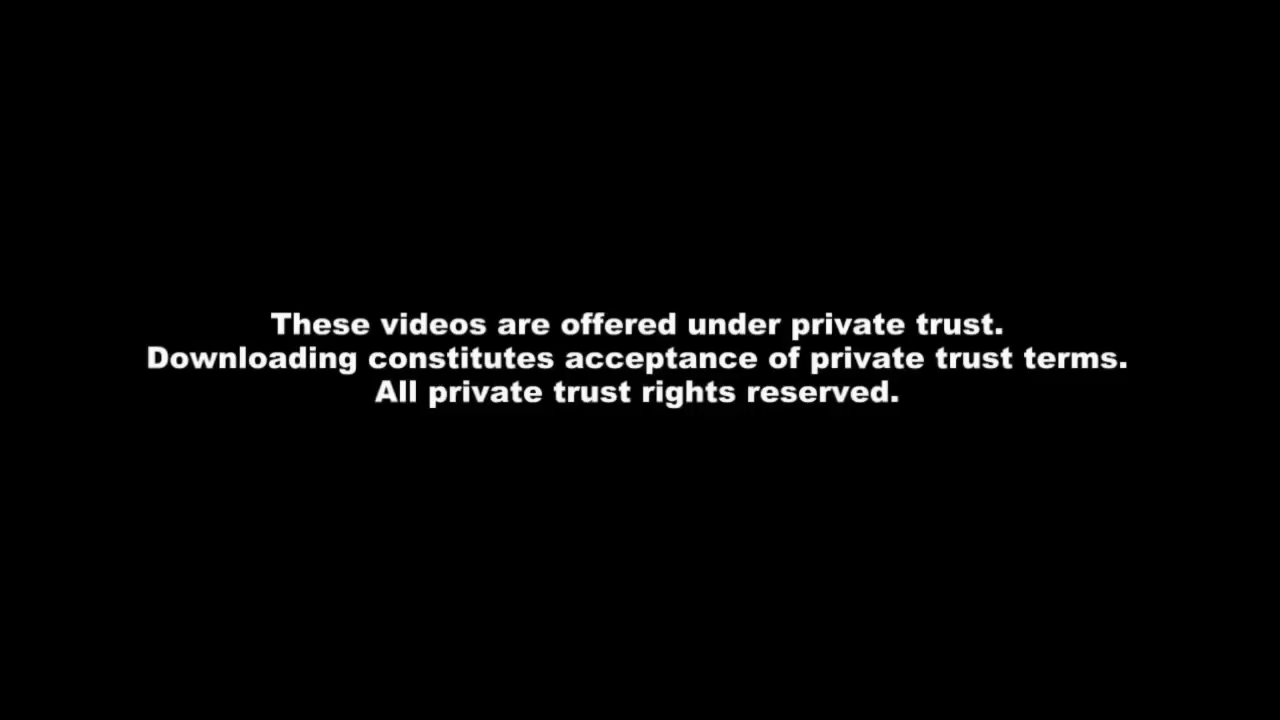 These videos are offered under private trust.
Downloading constitutes acceptance of private trust terms.
All private trust rights reserved.